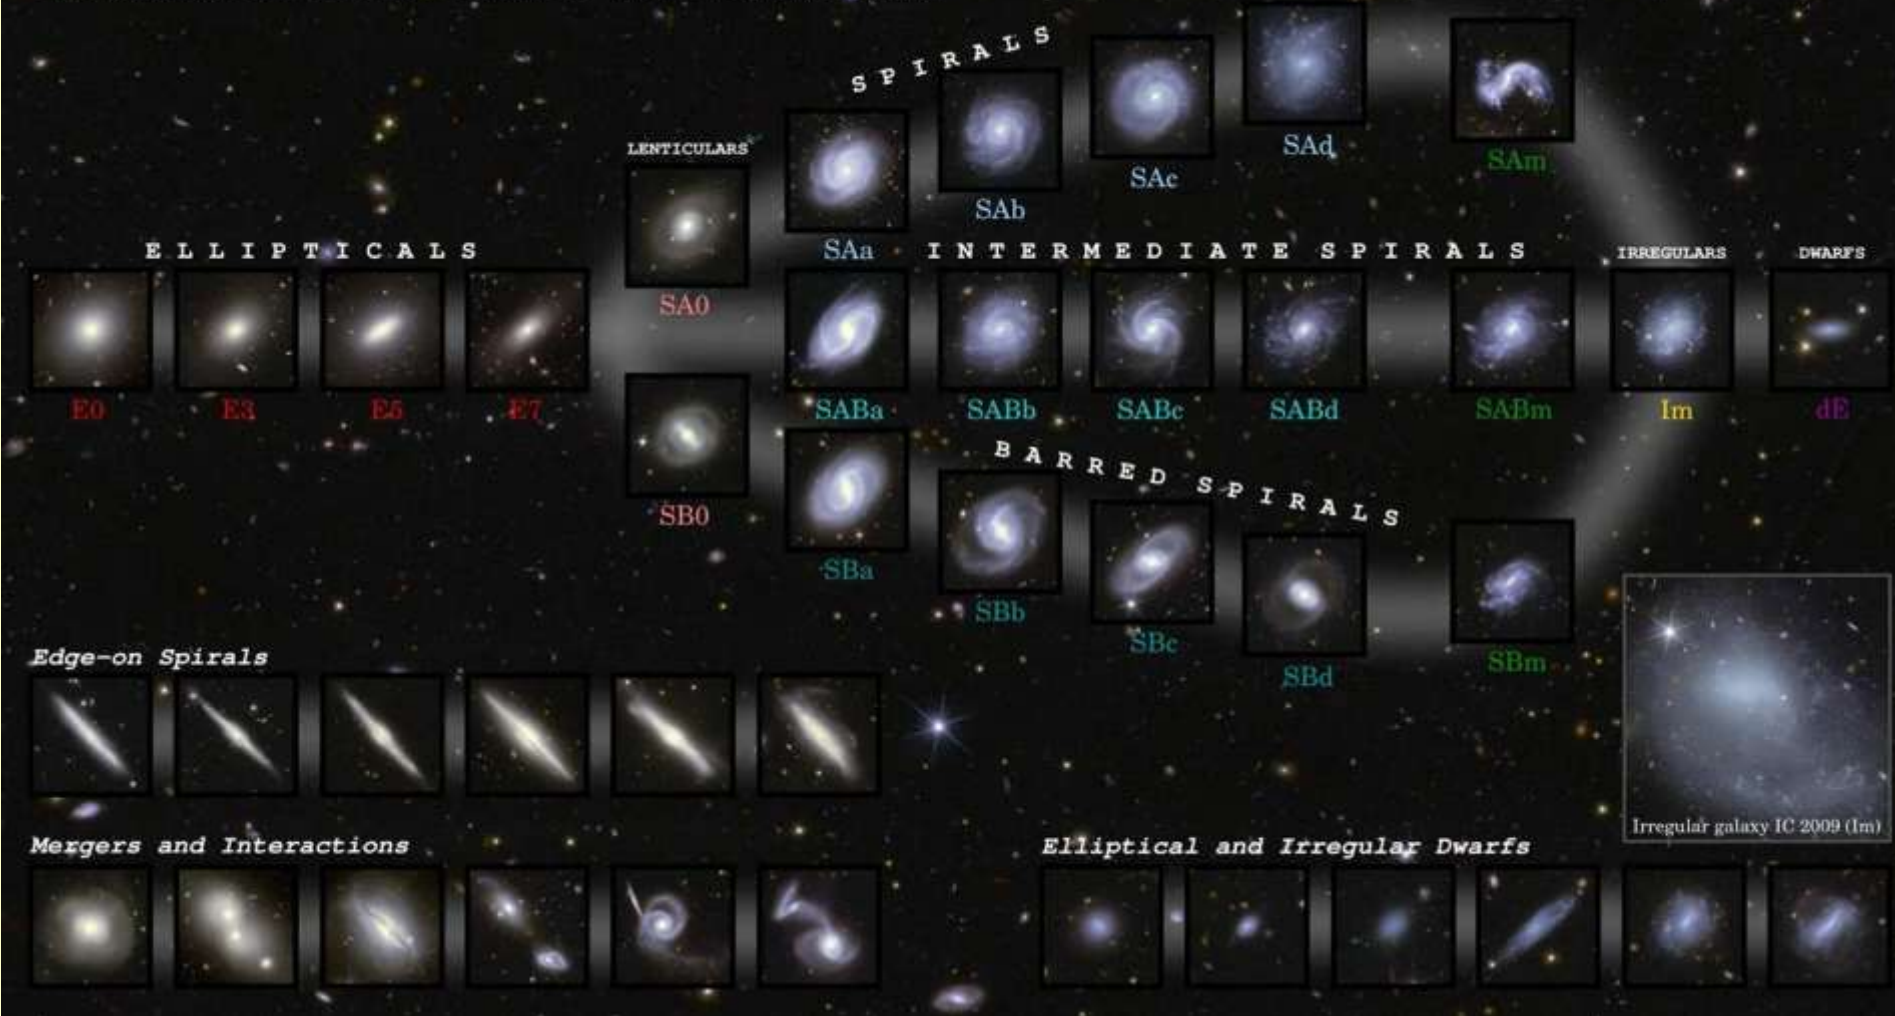 SPIRALS
SAa
SAb
SAc
SAd
SAm
LENTICULARS
SA0
SB0
ELLIPTICALS
E0
E3
E5
E7
INTERMEDIATE SPIRALS
SABa
SABb
SABc
SABd
SABm
IRREGULARS
Im
DWARFS
dE
BARRED SPIRALS
SBa
SBb
SBc
SBd
SBm
Edge-on Spirals
Irregular galaxy IC 2009 (Im)
Mergers and Interactions
Elliptical and Irregular Dwarfs